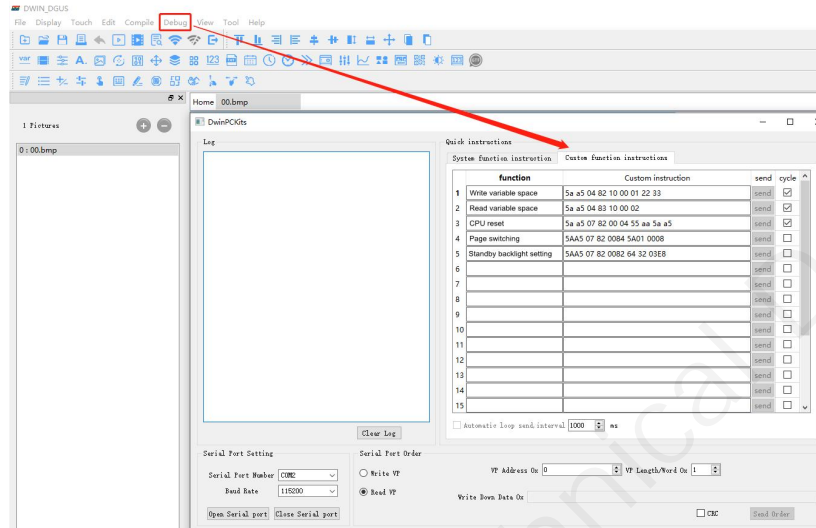 DWIN_DGUS
File Display Touch Edit Compile Debug View Tool Help
Home 00.bmp
1 Pictures
0 : 00.bmp
DwinPCKits
Log
Quick instructions
System function instruction Custom function instructions
function Custom instruction send cycle
1 Write variable space 5a a5 04 82 10 00 01 22 33 send
2 Read variable space 5a a5 04 83 10 00 02 send
3 CPU reset 5a a5 07 82 00 04 55 aa 5a a5 send
4 Page switching 5AA5 07 82 0084 5A01 0008 send
5 Standby backlight setting 5AA5 07 82 0082 64 32 03E8 send
6 send
7 send
8 send
9 send
10 send
11 send
12 send
13 send
14 send
15 send
Automatic loop send, interval 1000 ms
Clear Log
Serial Port Setting
Serial Port Number COM2
Baud Rate 115200
Open Serial port Close Serial port
Serial Port Order
Write VP
Read VP
VP Address 0x 0 VP Length/Word 0x 1
Write Down Data 0x
CRC Send Order